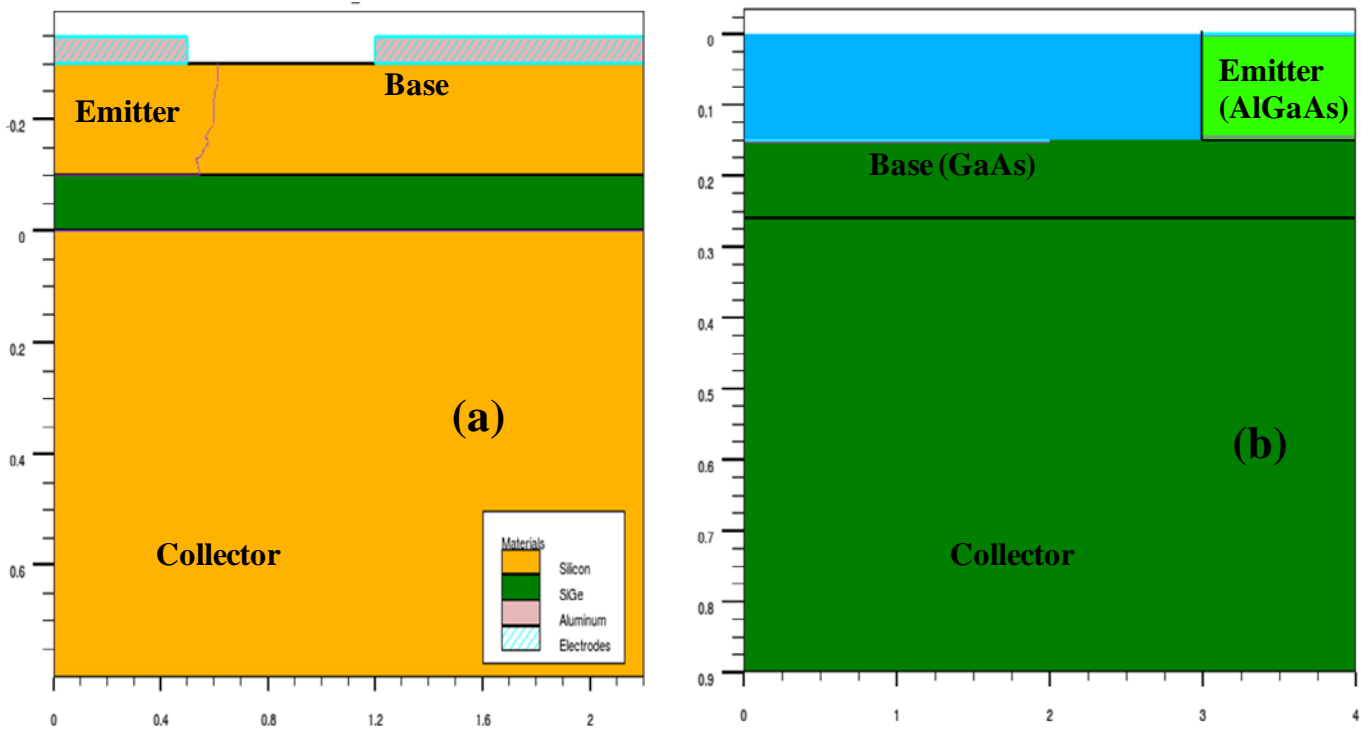 Emitter
Base
(a)
Collector
Materials
Silicon
SiGe
Aluminum
Electrodes
-0.2
0
0.2
0.4
0.6
0
0.4
0.8
1.2
1.6
2
Emitter
(AlGaAs)
Base (GaAs)
(b)
Collector
0
0.1
0.2
0.3
0.4
0.5
0.6
0.7
0.8
0.9
0
1
2
3
4